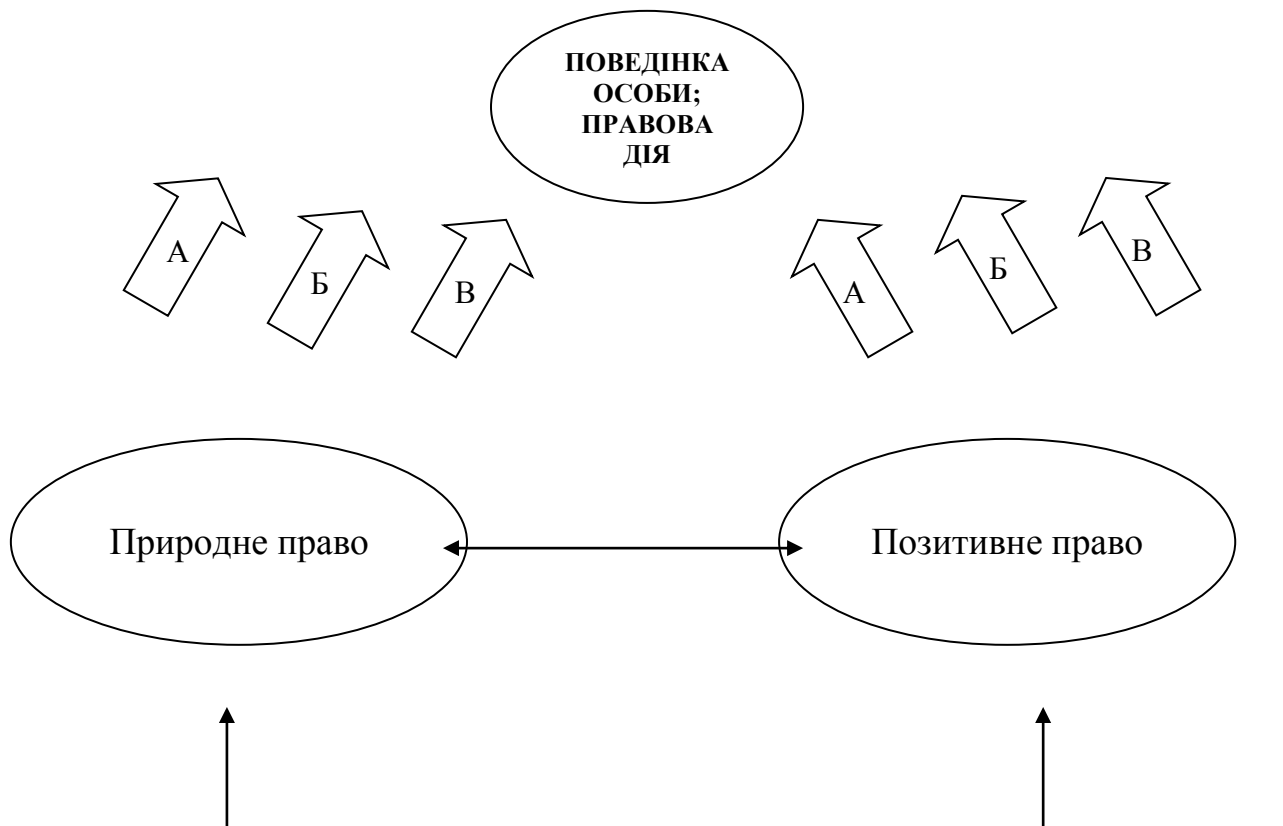 ПОВЕДІНКА
ОСОБИ;
ПРАВОВА
ДІЯ
А
Б
В
А
Б
В
Природне право
Позитивне право